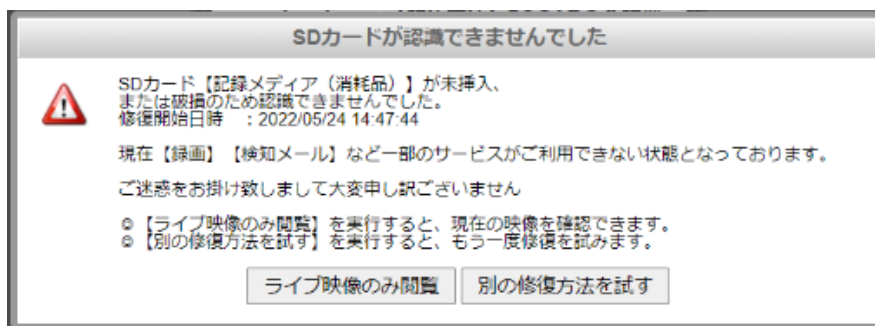 SDカードが認識できませんでした
SDカード【記録メディア（消耗品）】が未挿入、
または破損のため認識できませんでした。
修復開始日時　：2022/05/24 14:47:44
現在【録画】【検知メール】など一部のサービスがご利用できない状態となっております。
ご迷惑をお掛け致しまして大変申し訳ございません
◎【ライブ映像のみ閲覧】を実行すると、現在の映像を確認できます。
◎【別の修復方法を試す】を実行すると、もう一度修復を試みます。
ライブ映像のみ閲覧　別の修復方法を試す